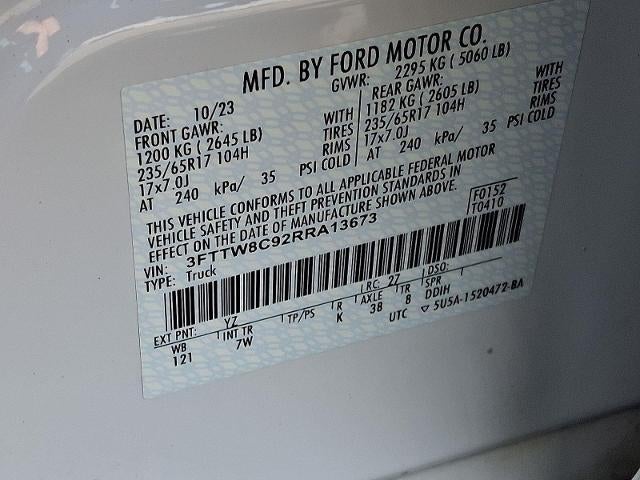 MFD. BY FORD MOTOR CO.
DATE: 10/23
GVWR: 2295 KG ( 5060 LB)
FRONT GAWR:
1200 KG ( 2645 LB)
WITH
235/65R17 104H
TIRES
17x7.0J
RIMS
AT 240 kPa/ 35 PSI COLD
REAR GAWR:
1182 KG ( 2605 LB)
WITH
235/65R17 104H
TIRES
17x7.0J
RIMS
AT 240 kPa/ 35 PSI COLD
THIS VEHICLE CONFORMS TO ALL APPLICABLE FEDERAL MOTOR
VEHICLE SAFETY AND THEFT PREVENTION STANDARDS IN
EFFECT ON THE DATE OF MANUFACTURE SHOWN ABOVE.
F0152
T0410
VIN: 3FTTW8C92RRA13673
TYPE: Truck
EXT PNT: YZ
RC: 27
DSO:
WB
121
INT TR
7W
TP/PS
R
K
AXLE
3B
TR
8
SPR
DDIH
UTC ▽ 5U5A-1520472-BA